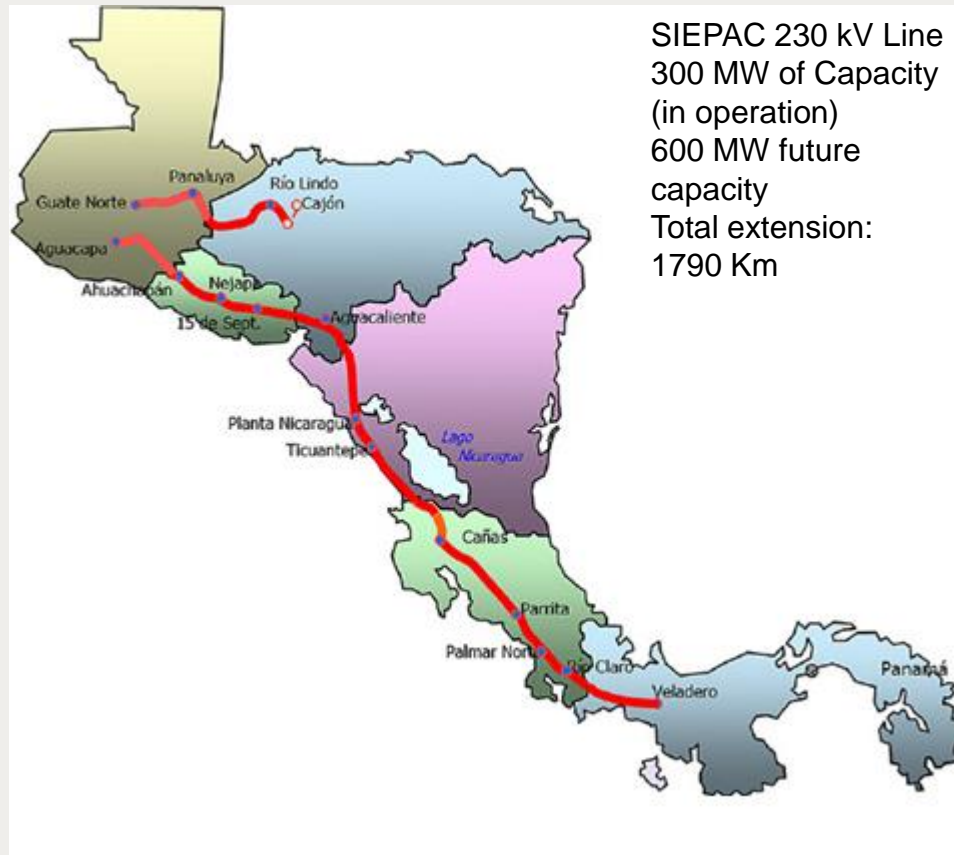 SIEPAC 230 kV Line
300 MW of Capacity
(in operation)
600 MW future
capacity
Total extension:
1790 Km
Panaluya
Río Lindo
Guate Norte
Cajón
Aguacapa
Ahuachapán
Nejapa
15 de Sept.
Aguacaliente
Planta Nicaragua
Ticuantepe
Lago
Nicaragua
Cañas
Parrita
Palmar Norte
Río Claro
Panamá
Veladero